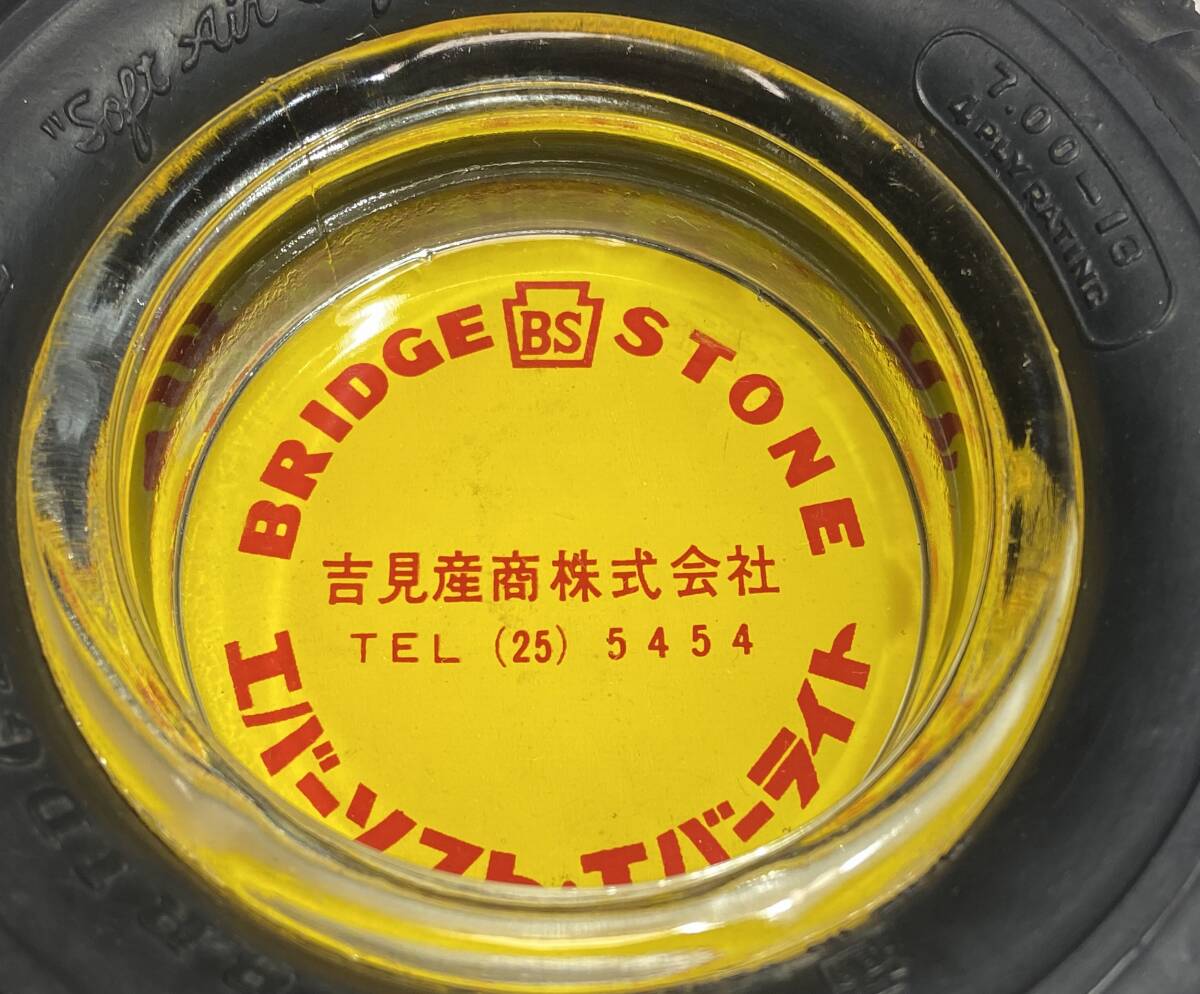 "Soft Air
7.00-18
4 PLY RATING
BRIDGE BS STONE
吉見産商株式会社
TEL (25) 5454
エバーソフト・エバーライト